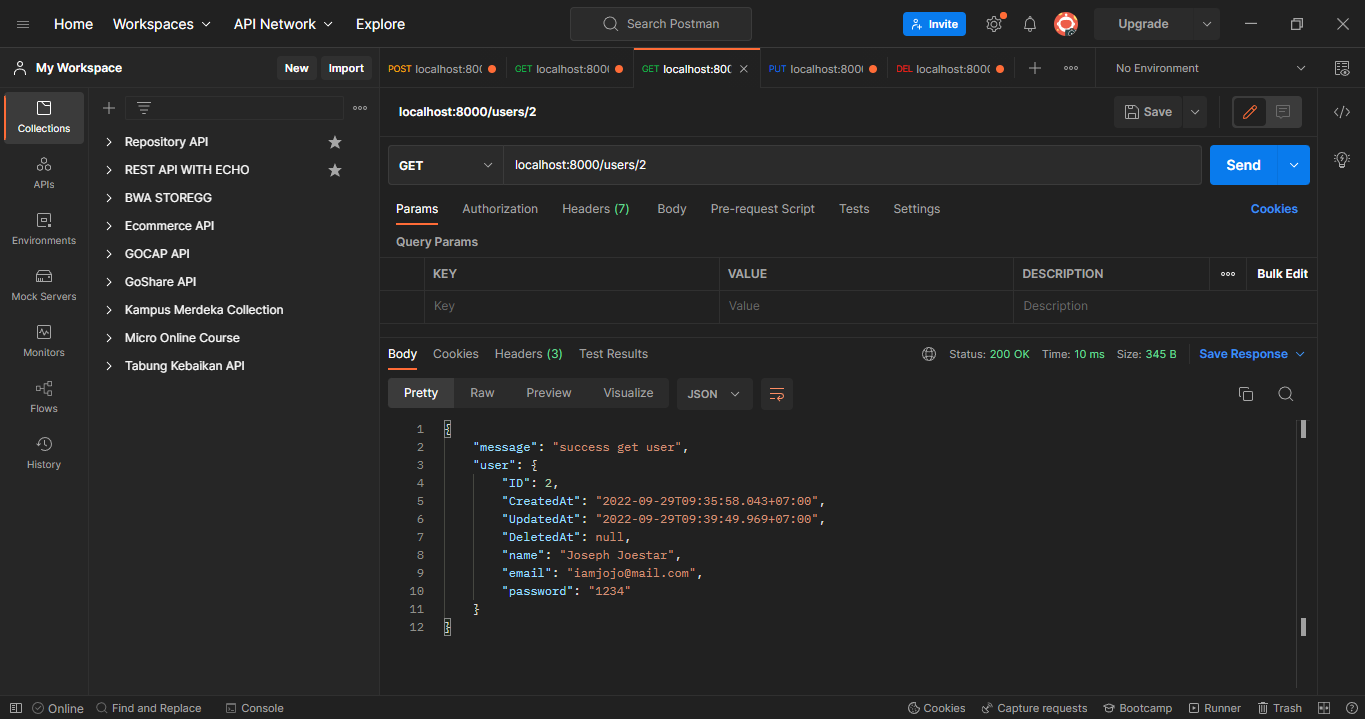 Home Workspaces API Network Explore Search Postman Invite Upgrade
My Workspace New Import POST localhost:800 GET localhost:800 GET localhost:800 PUT localhost:800 DEL localhost:800 No Environment
Collections
APIs
Environments
Mock Servers
Monitors
Flows
History
Repository API
REST API WITH ECHO
BWA STOREGG
Ecommerce API
GOCAP API
GoShare API
Kampus Merdeka Collection
Micro Online Course
Tabung Kebaikan API
localhost:8000/users/2 Save
GET localhost:8000/users/2 Send
Params Authorization Headers (7) Body Pre-request Script Tests Settings Cookies
Query Params
KEY VALUE DESCRIPTION Bulk Edit
Key Value Description
Body Cookies Headers (3) Test Results Status: 200 OK Time: 10 ms Size: 345 B Save Response
Pretty Raw Preview Visualize JSON
1 {
2 "message": "success get user",
3 "user": {
4 "ID": 2,
5 "CreatedAt": "2022-09-29T09:35:58.043+07:00",
6 "UpdatedAt": "2022-09-29T09:39:49.969+07:00",
7 "DeletedAt": null,
8 "name": "Joseph Joestar",
9 "email": "iamjojo@mail.com",
10 "password": "1234"
11 }
12 }
Online Find and Replace Console Cookies Capture requests Bootcamp Runner Trash